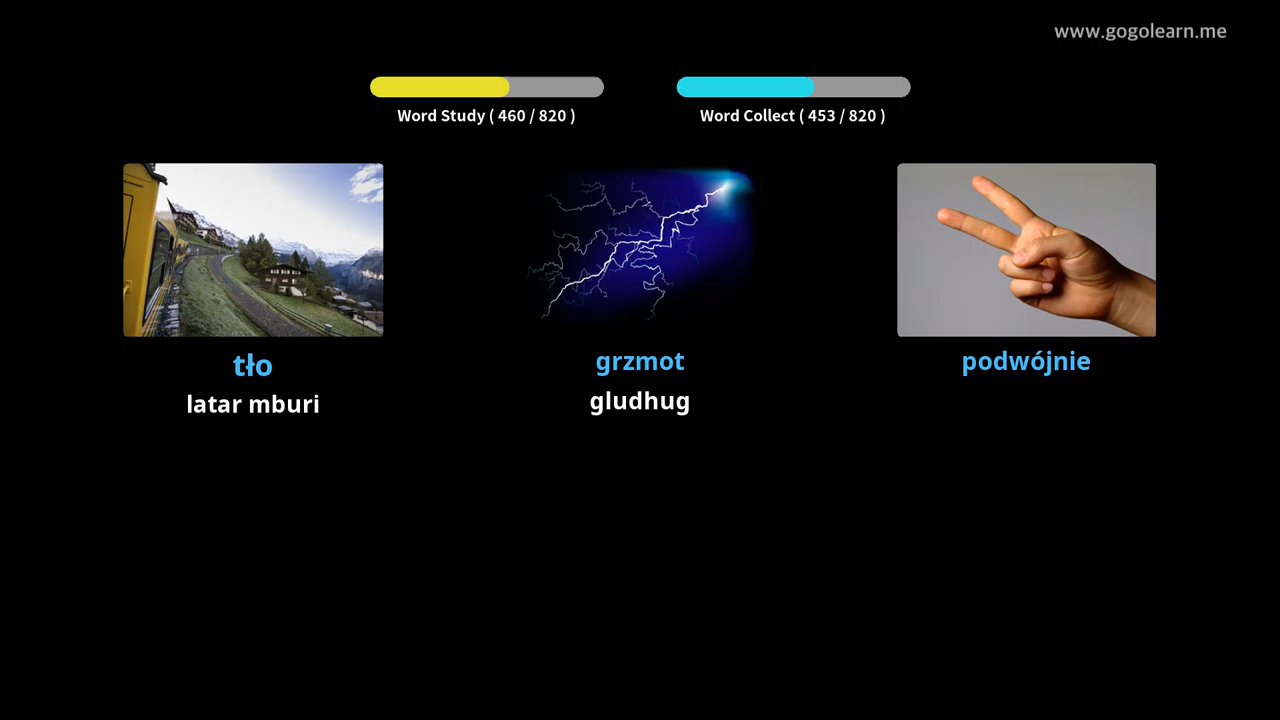 www.gogolearn.me
Word Study ( 460 / 820 )
Word Collect ( 453 / 820 )
tło
grzmot
podwójnie
latar mburi
gludhug